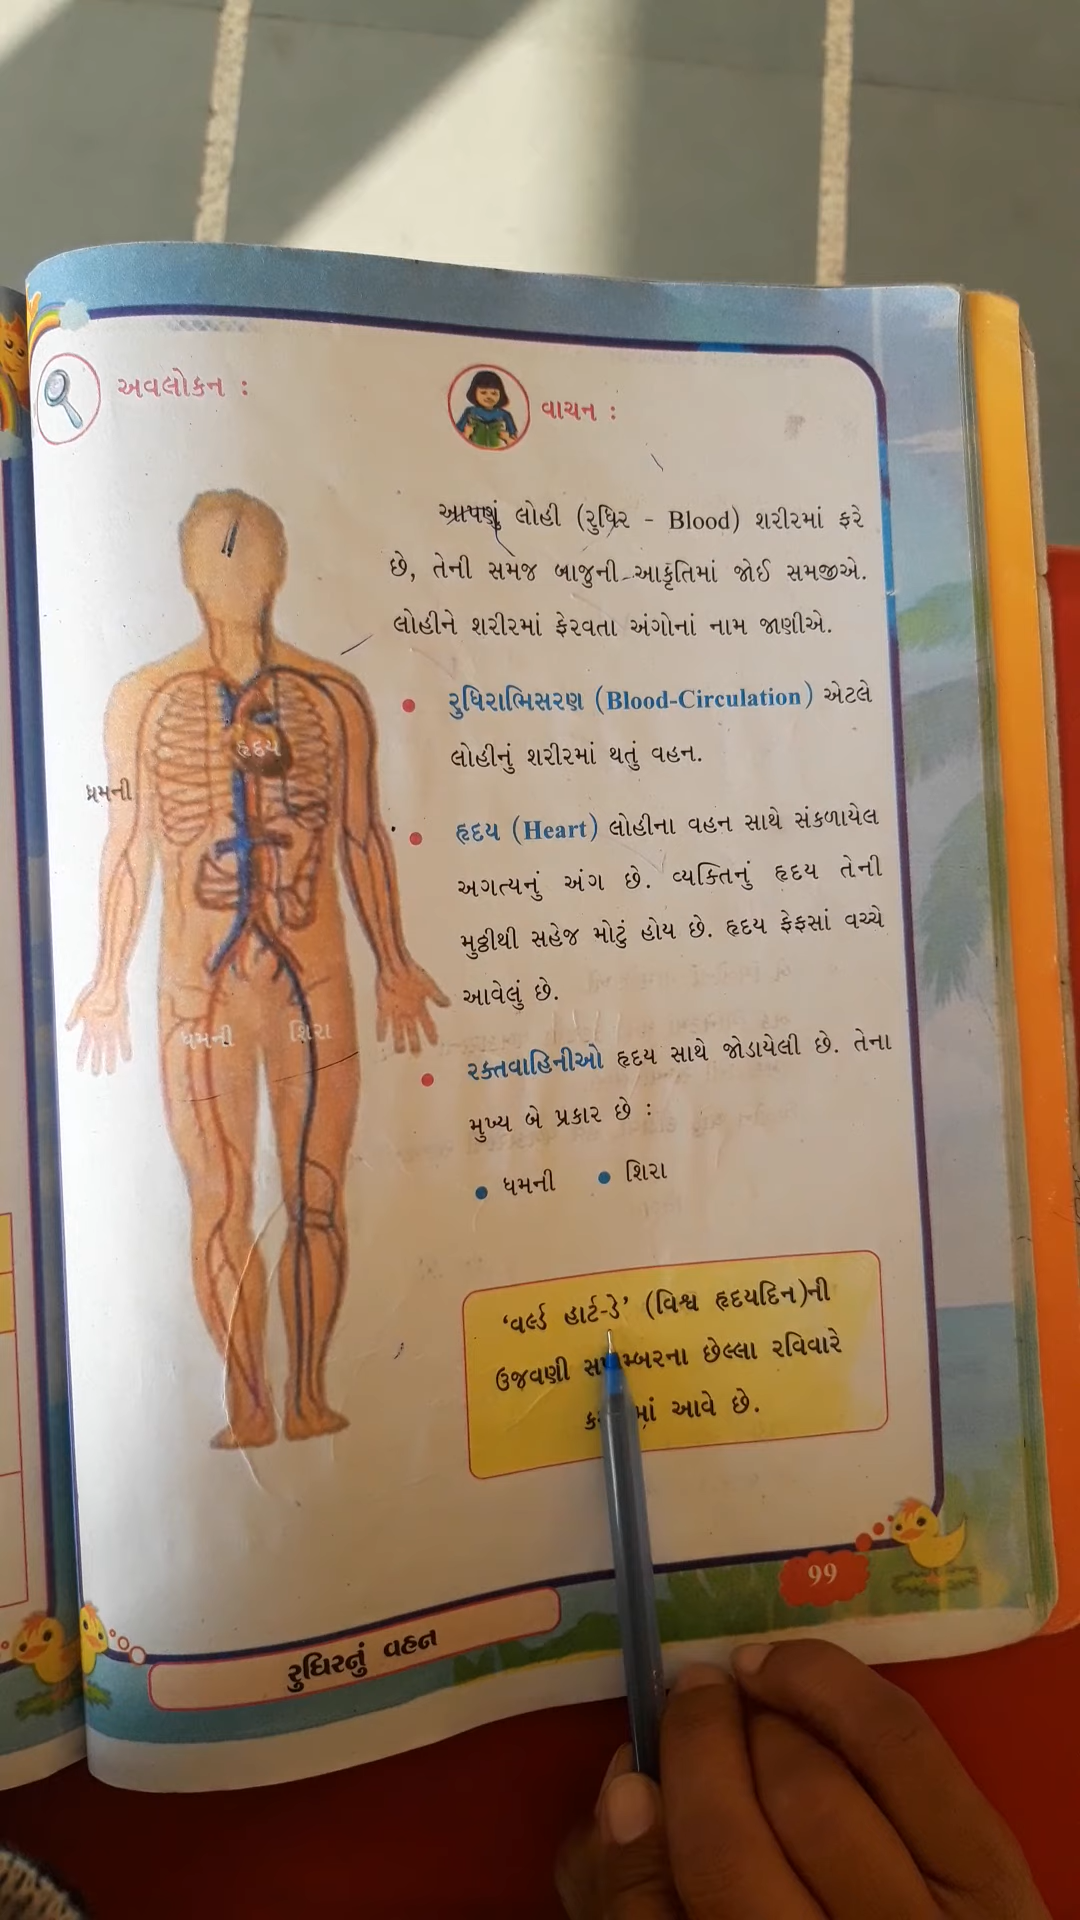 અવલોકન :
વાચન :
આપણું લોહી (રુધિર - Blood) શરીરમાં ફરે
છે, તેની સમજ બાજુની આકૃતિમાં જોઈ સમજીએ.
લોહીને શરીરમાં ફેરવતા અંગોનાં નામ જાણીએ.
રુધિરાભિસરણ (Blood-Circulation) એટલે
લોહીનું શરીરમાં થતું વહન.
હૃદય (Heart) લોહીના વહન સાથે સંકળાયેલ
અગત્યનું અંગ છે. વ્યક્તિનું હૃદય તેની
મુઠ્ઠીથી સહેજ મોટું હોય છે. હૃદય ફેફસાં વચ્ચે
આવેલું છે.
રક્તવાહિનીઓ હૃદય સાથે જોડાયેલી છે. તેના
મુખ્ય બે પ્રકાર છે :
• ધમની • શિરા
‘વર્લ્ડ હાર્ટ-ડે’ (વિશ્વ હૃદયદિન)ની
ઉજવણી છેલ્લા રવિવારે
આવે છે.
હૃદય
ધમની
ધમની
શિરા
99
રુધિરનું વહન